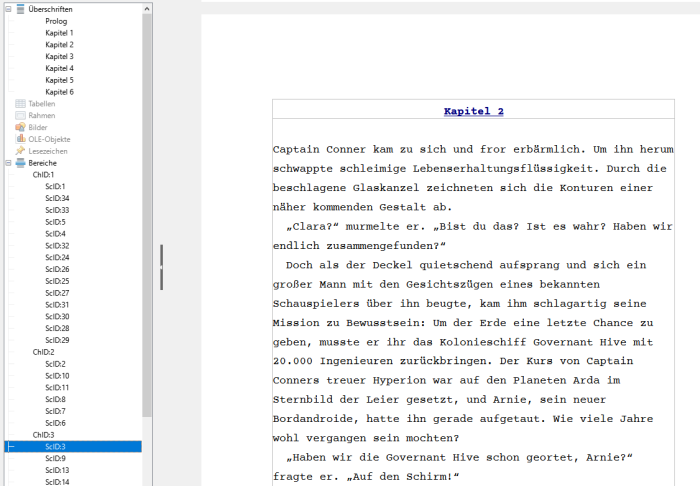 Überschriften
Prolog
Kapitel 1
Kapitel 2
Kapitel 3
Kapitel 4
Kapitel 5
Kapitel 6
Tabellen
Rahmen
Bilder
OLE-Objekte
Lesezeichen
Bereiche
ChID:1
ScID:1
ScID:34
ScID:33
ScID:5
ScID:4
ScID:32
ScID:24
ScID:26
ScID:25
ScID:27
ScID:31
ScID:30
ScID:28
ScID:29
ChID:2
ScID:2
ScID:10
ScID:11
ScID:8
ScID:7
ScID:6
ChID:3
ScID:3
ScID:9
ScID:13
ScID:14
Kapitel 2
Captain Conner kam zu sich und fror erbärmlich. Um ihn herum
schwappte schleimige Lebenserhaltungsflüssigkeit. Durch die
beschlagene Glaskanzel zeichneten sich die Konturen einer
näher kommenden Gestalt ab.
„Clara?“ murmelte er. „Bist du das? Ist es wahr? Haben wir
endlich zusammengefunden?“
Doch als der Deckel quietschend aufsprang und sich ein
großer Mann mit den Gesichtszügen eines bekannten
Schauspielers über ihn beugte, kam ihm schlagartig seine
Mission zu Bewusstsein: Um der Erde eine letzte Chance zu
geben, musste er ihr das Kolonieschiff Governant Hive mit
20.000 Ingenieuren zurückbringen. Der Kurs von Captain
Conners treuer Hyperion war auf den Planeten Arda im
Sternbild der Leier gesetzt, und Arnie, sein neuer
Bordandroide, hatte ihn gerade aufgetaut. Wie viele Jahre
wohl vergangen sein mochten?
„Haben wir die Governant Hive schon geortet, Arnie?“
fragte er. „Auf den Schirm!“